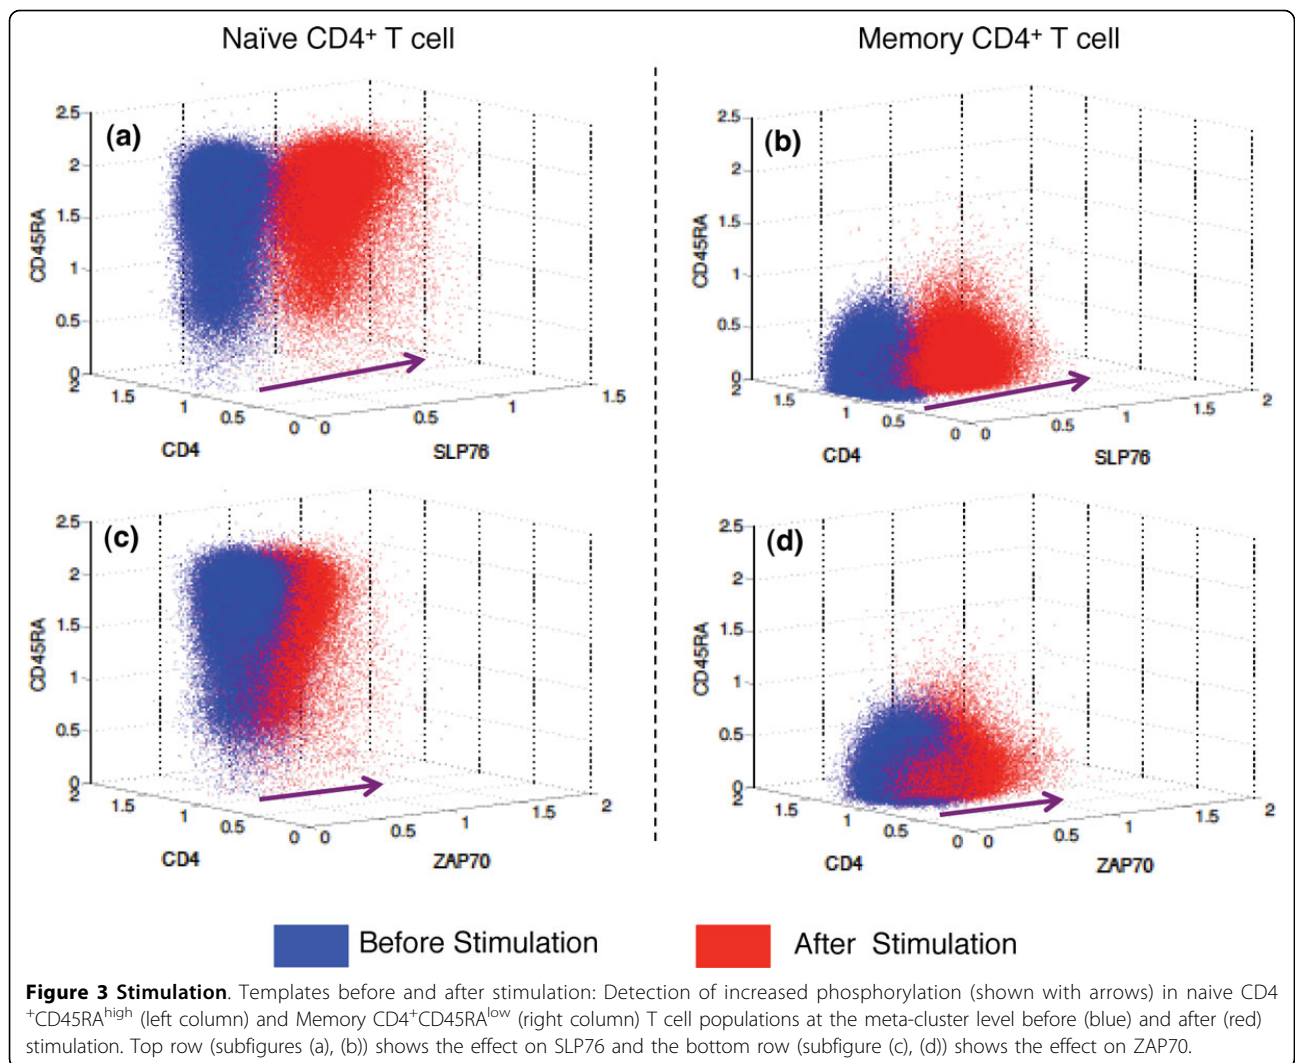 Naïve CD4+ T cell
Memory CD4+ T cell
(a)
2.5
2
1.5
1
0.5
0
CD45RA
2
1.5
1
0.5
0
CD4
0
0.5
1
1.5
SLP76
(b)
2.5
2
1.5
1
0.5
0
CD45RA
2
1.5
1
0.5
0
CD4
0
0.5
1
1.5
2
SLP76
(c)
2.5
2
1.5
1
0.5
0
CD45RA
2
1.5
1
0.5
0
CD4
0
0.5
1
1.5
2
ZAP70
(d)
2.5
2
1.5
1
0.5
0
CD45RA
2
1.5
1
0.5
0
CD4
0
0.5
1
1.5
2
ZAP70
Before Stimulation
After Stimulation
Figure 3 Stimulation. Templates before and after stimulation: Detection of increased phosphorylation (shown with arrows) in naive CD4
+CD45RAhigh (left column) and Memory CD4+CD45RAlow (right column) T cell populations at the meta-cluster level before (blue) and after (red)
stimulation. Top row (subfigures (a), (b)) shows the effect on SLP76 and the bottom row (subfigure (c), (d)) shows the effect on ZAP70.